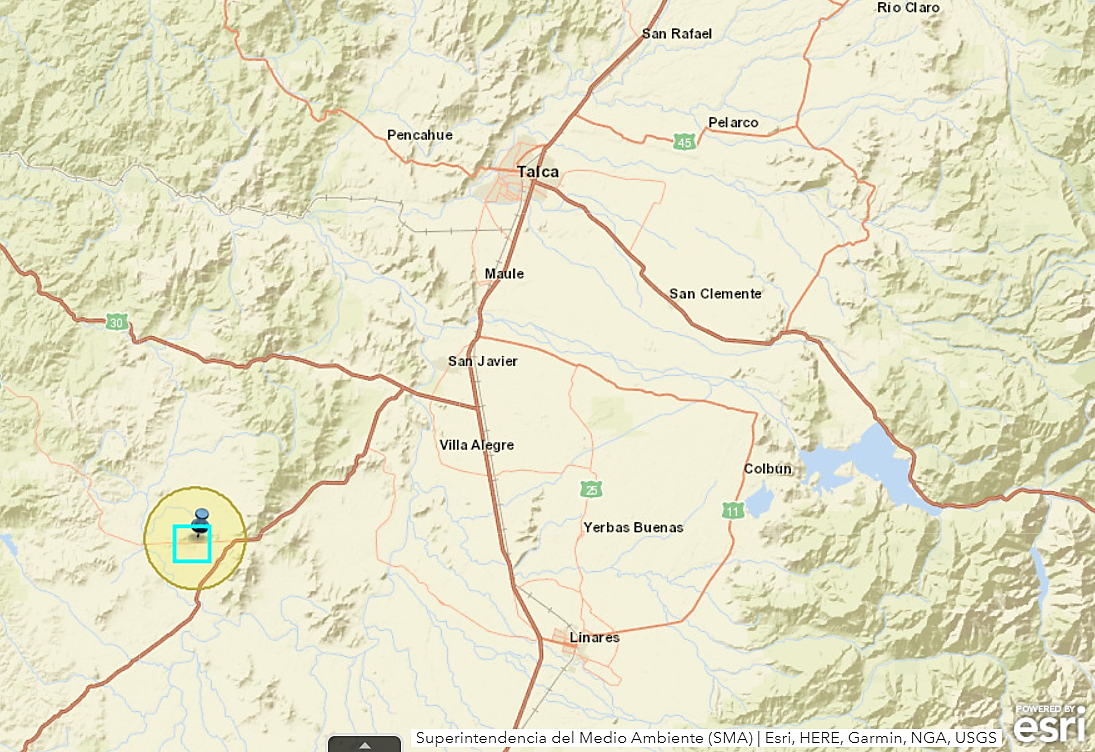 Río Claro
San Rafael
Pelarco
Pencahue
45
Talca
Maule
San Clemente
30
San Javier
Villa Alegre
Colbún
25
11
Yerbas Buenas
Linares
POWERED BY
esri
Superintendencia del Medio Ambiente (SMA) | Esri, HERE, Garmin, NGA, USGS